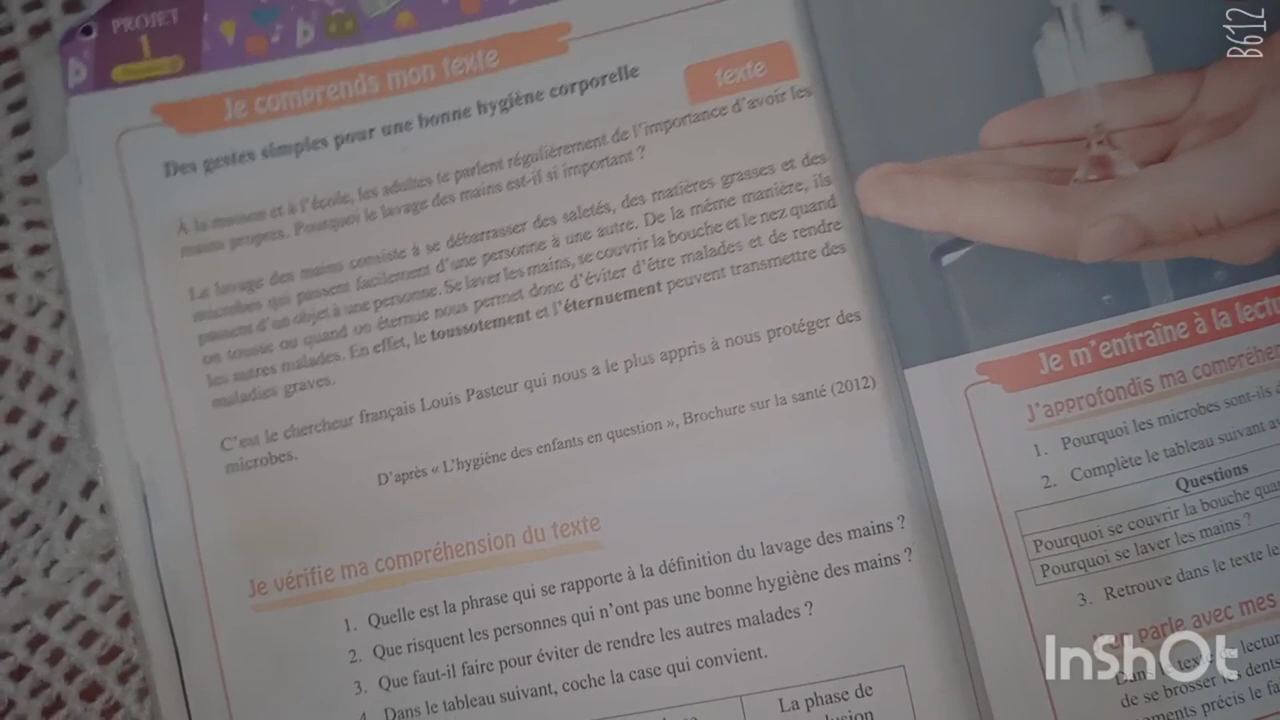 PROJET
1
Je comprends mon texte
texte
Des gestes simples pour une bonne hygiène corporelle
À la maison et à l'école, les adultes te parlent régulièrement de l'importance d'avoir les
mains propres. Pourquoi le lavage des mains est-il si important ?
Le lavage des mains consiste à se débarrasser des saletés, des matières grasses et des
microbes qui passent facilement d'une personne à une autre. De la même manière, ils
passent d'un objet à une personne. Se laver les mains, se couvrir la bouche et le nez quand
on tousse ou quand on éternue nous permet donc d'éviter d'être malades et de rendre
les autres malades. En effet, le toussotement et l'éternuement peuvent transmettre des
maladies graves.
C'est le chercheur français Louis Pasteur qui nous a le plus appris à nous protéger des
microbes.
D'après « L'hygiène des enfants en question », Brochure sur la santé (2012)
Je vérifie ma compréhension du texte
1. Quelle est la phrase qui se rapporte à la définition du lavage des mains ?
2. Que risquent les personnes qui n'ont pas une bonne hygiène des mains ?
3. Que faut-il faire pour éviter de rendre les autres malades ?
4. Dans le tableau suivant, coche la case qui convient.
La phase de
Je m'entraîne à la
J'approfondis ma
1. Pourquoi les microbes sont-ils
2. Complète le tableau suivant
Questions
Pourquoi se couvrir la bouche
Pourquoi se laver les mains ?
3. Retrouve dans le texte
parle avec mes
de se brosser
précis le
B612
InShOt